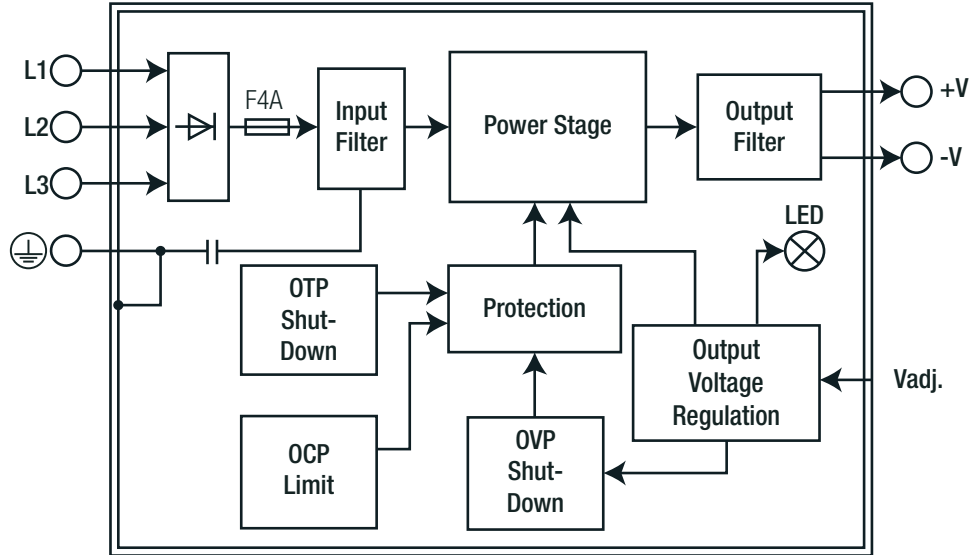 L1
L2
L3
F4A
Input
Filter
Power Stage
Output
Filter
+V
-V
LED
OTP
Shut-
Down
Protection
Output
Voltage
Regulation
Vadj.
OCP
Limit
OVP
Shut-
Down